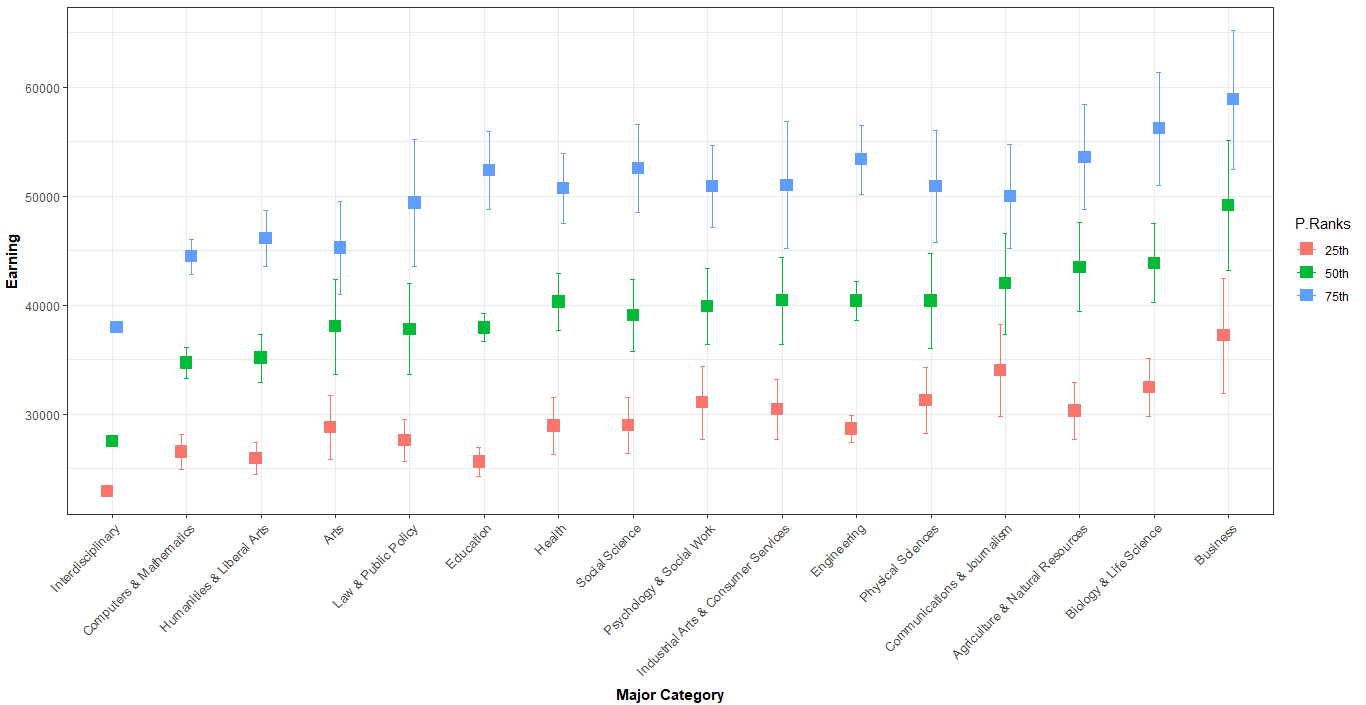 60000
50000
40000
30000
Earning
Interdisciplinary
Computers & Mathematics
Humanities & Liberal Arts
Arts
Law & Public Policy
Education
Health
Social Science
Psychology & Social Work
Industrial Arts & Consumer Services
Engineering
Physical Sciences
Communications & Journalism
Agriculture & Natural Resources
Biology & Life Science
Business
Major Category
P.Ranks
25th
50th
75th